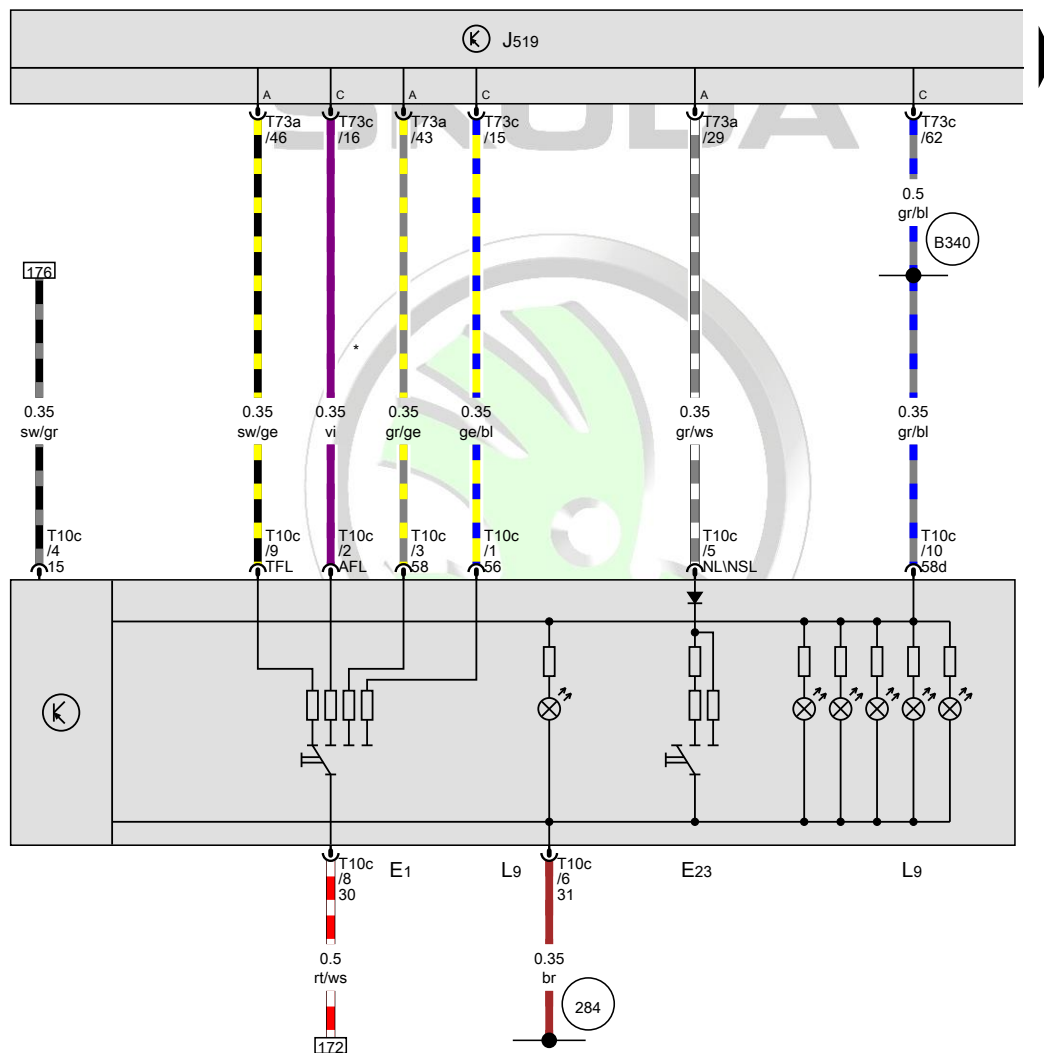 J519
A C A C A C
T73a T73c T73a T73c T73a T73c
/46 /16 /43 /15 /29 /62
SKODA
0.5
gr/bl
B340
176
*
0.35 0.35 0.35 0.35 0.35 0.35 0.35
sw/gr sw/ge vi gr/ge ge/bl gr/ws gr/bl
T10c T10c T10c T10c T10c T10c T10c
/4 /9 /2 /3 /1 /5 /10
15 TFL AFL 58 56 NL\NSL 58d
T10c E1 L9 T10c E23 L9
/8 /6
30 31
0.5 0.35
rt/ws br
284
172